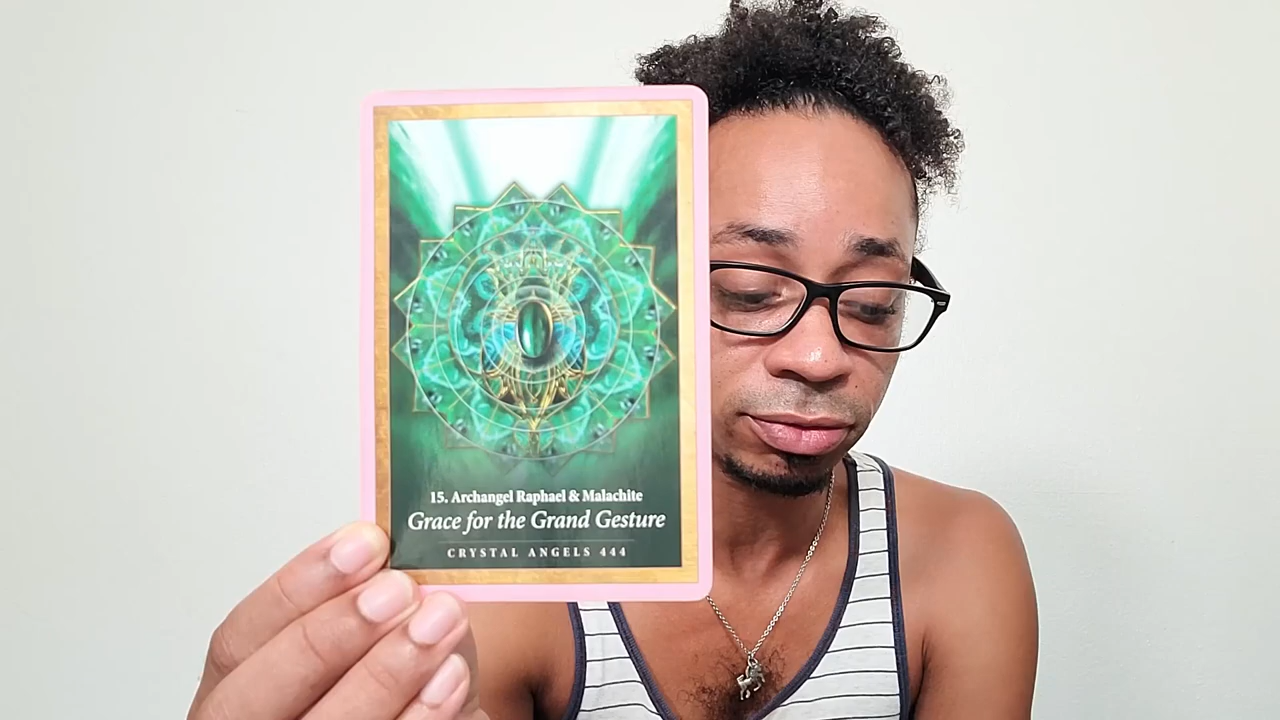 15. Archangel Raphael & Malachite
Grace for the Grand Gesture
CRYSTAL ANGELS 444